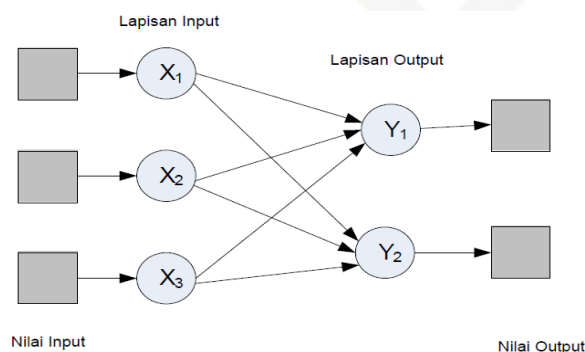 Lapisan Input
Lapisan Output
X1
Y1
X2
Y2
X3
Nilai Input
Nilai Output